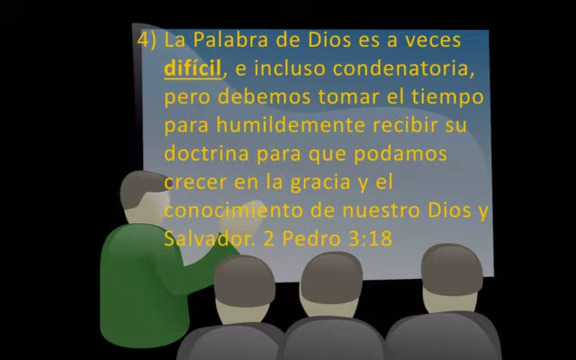 4) La Palabra de Dios es a veces
difícil, e incluso condenatoria,
pero debemos tomar el tiempo
para humildemente recibir su
doctrina para que podamos
crecer en la gracia y el
conocimiento de nuestro Dios y
Salvador. 2 Pedro 3:18